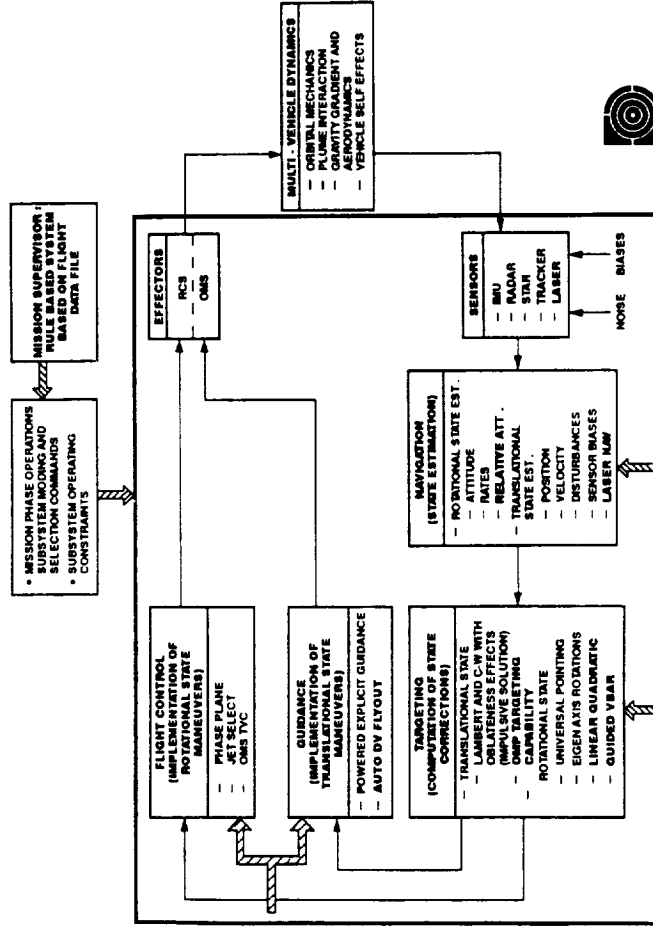 MISSION SUPERVISOR :
RULE BASED SYSTEM
BASED ON FLIGHT
DATA FILE
• MISSION PHASE OPERATIONS
• SUBSYSTEM MODING AND
SELECTION COMMANDS
• SUBSYSTEM OPERATING
CONSTRAINTS
FLIGHT CONTROL
(IMPLEMENTATION OF
ROTATIONAL STATE
MANEUVERS)
— PHASE PLANE
— JET SELECT
— OMS TVC
GUIDANCE
(IMPLEMENTATION OF
TRANSLATIONAL STATE
MANEUVERS)
— POWERED EXPLICIT GUIDANCE
— AUTO DV FLYOUT
TARGETING
(COMPUTATION OF STATE
CORRECTIONS)
— TRANSLATIONAL STATE
— LAMBERT AND C-W WITH
OBLATENESS EFFECTS
(IMPULSIVE SOLUTION)
— OMP TARGETING
CAPABILITY
— ROTATIONAL STATE
— UNIVERSAL POINTING
— EIGEN AXIS ROTATIONS
— LINEAR QUADRATIC
— GUIDED YBAR
EFFECTORS
RCS
OMS
MULTI - VEHICLE DYNAMICS
— ORBITAL MECHANICS
— PLUME INTERACTION
— GRAVITY GRADIENT AND
AERODYNAMICS
— VEHICLE SELF EFFECTS
SENSORS
— IMU
— RADAR
— STAR
— TRACKER
— LASER
NOISE
BIASES
NAVIGATION
(STATE ESTIMATION)
— ROTATIONAL STATE EST.
— ATTITUDE
— RATES
— RELATIVE ATT .
— TRANSLATIONAL
STATE EST.
— POSITION
— VELOCITY
— DISTURBANCES
— SENSOR BIASES
— LASER NAV